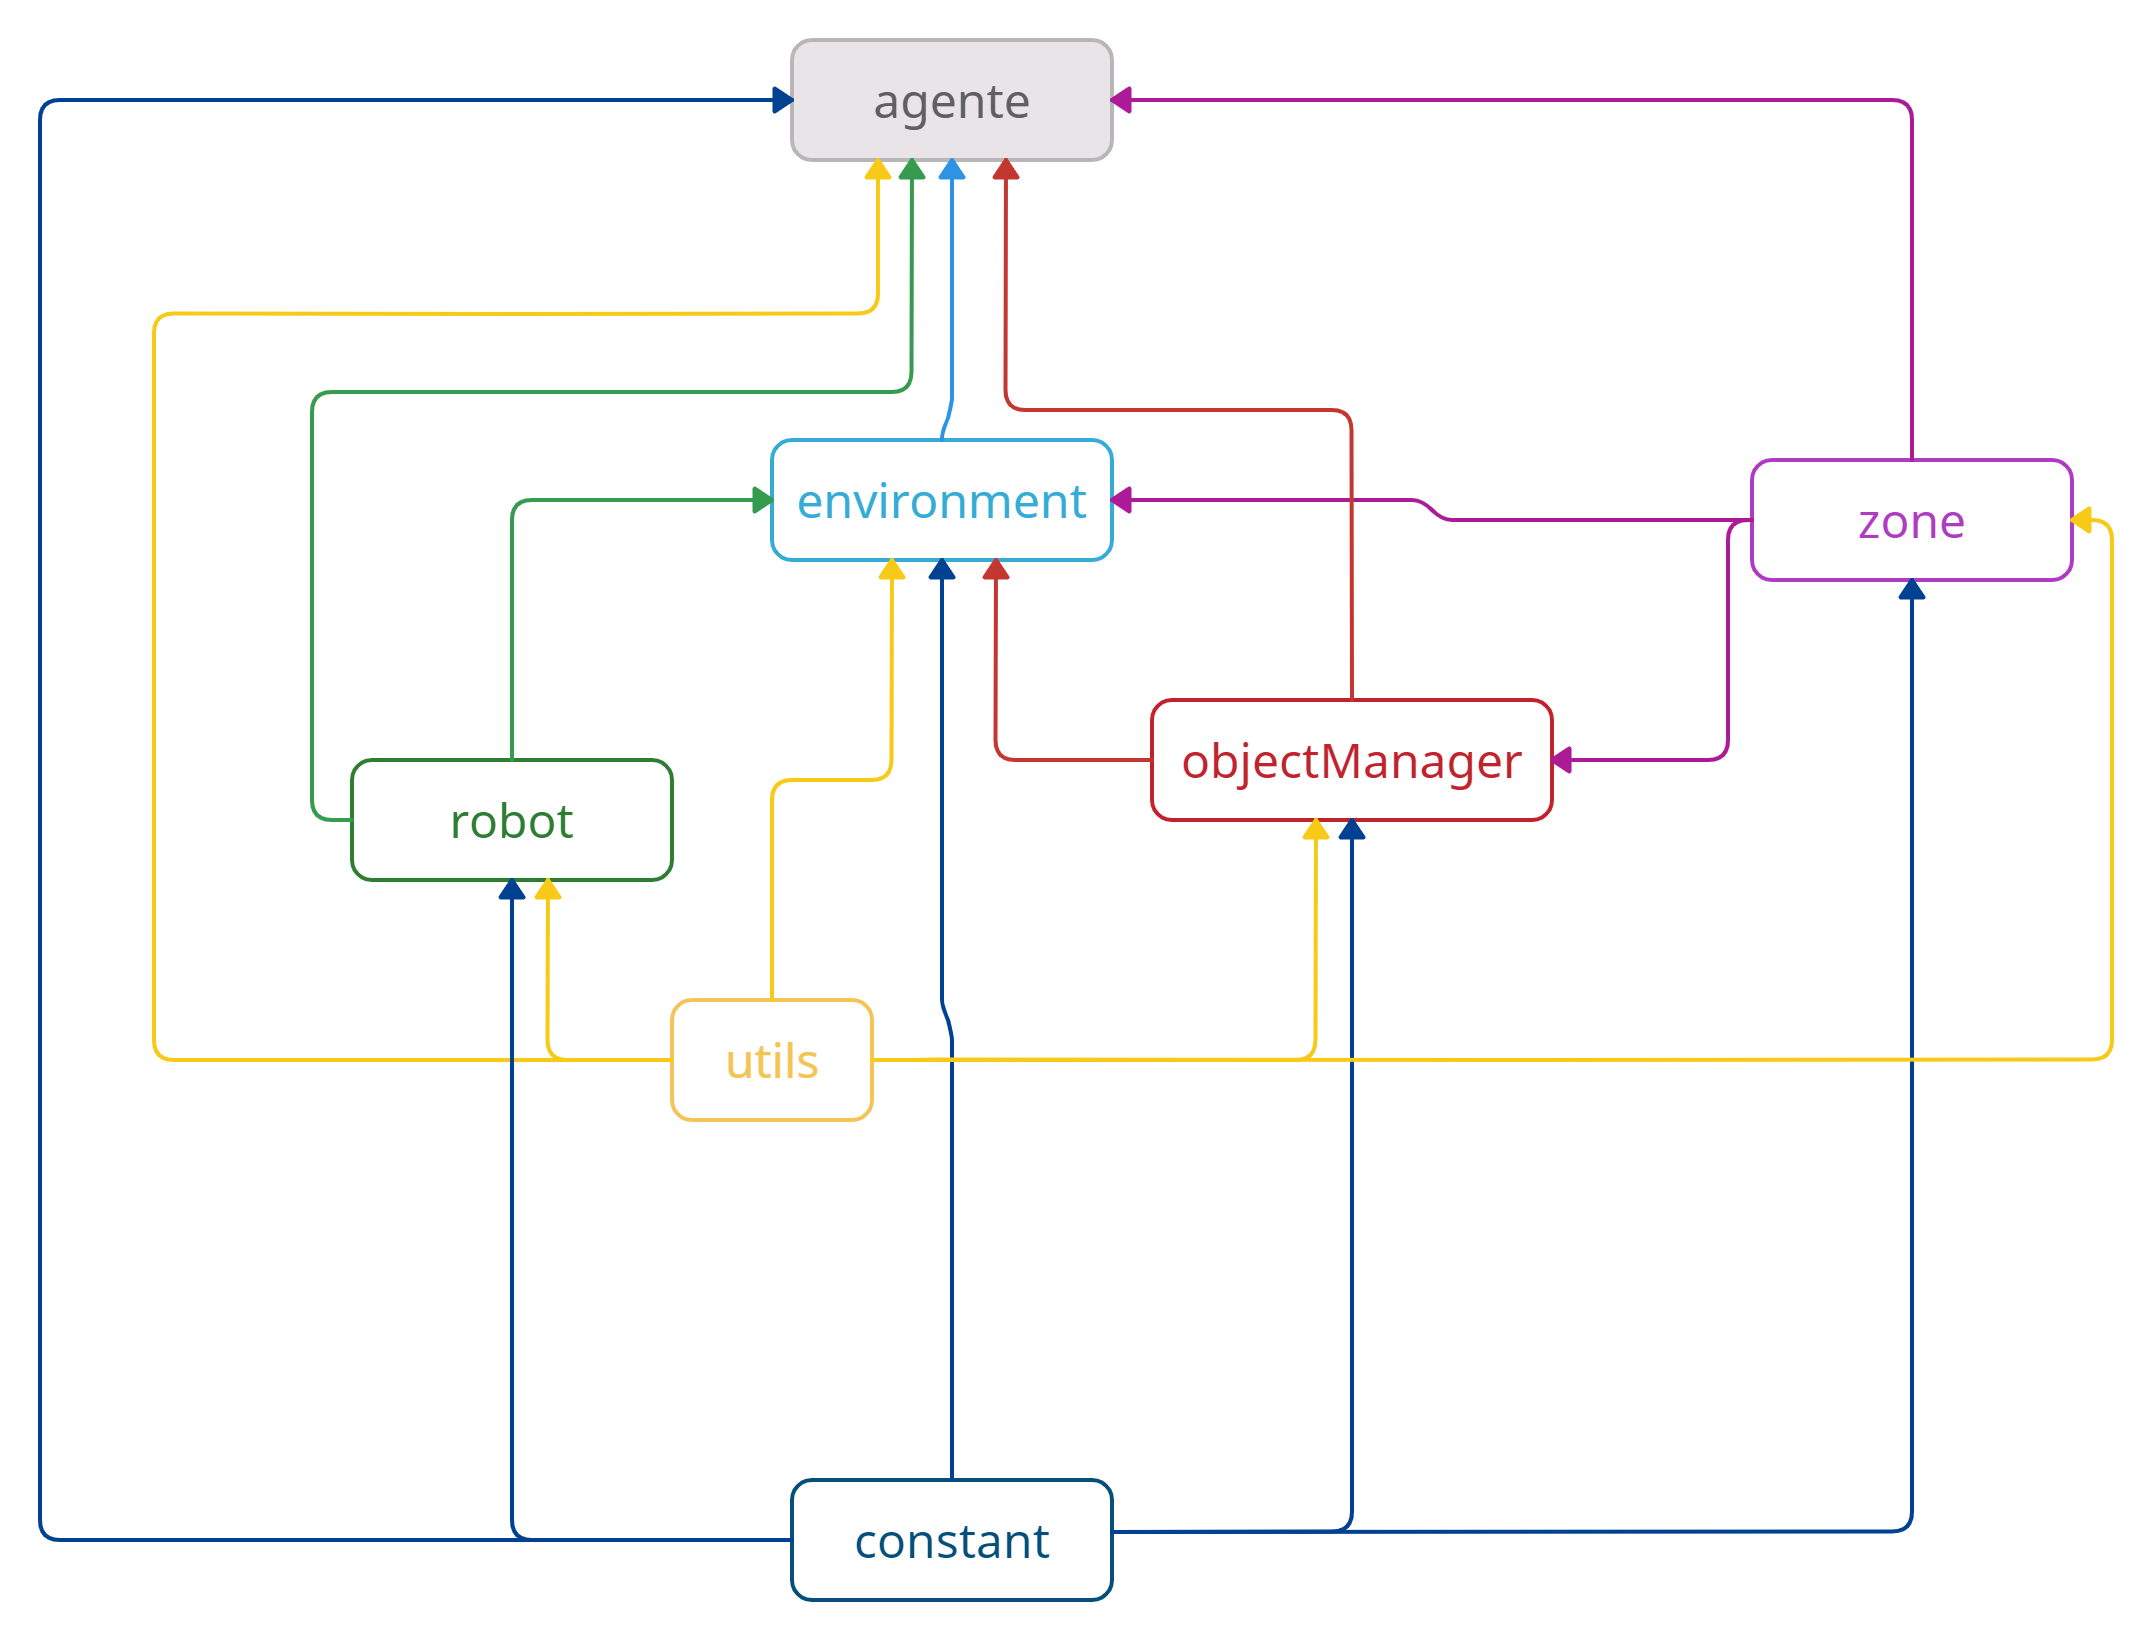 agente
environment
zone
objectManager
robot
utils
constant